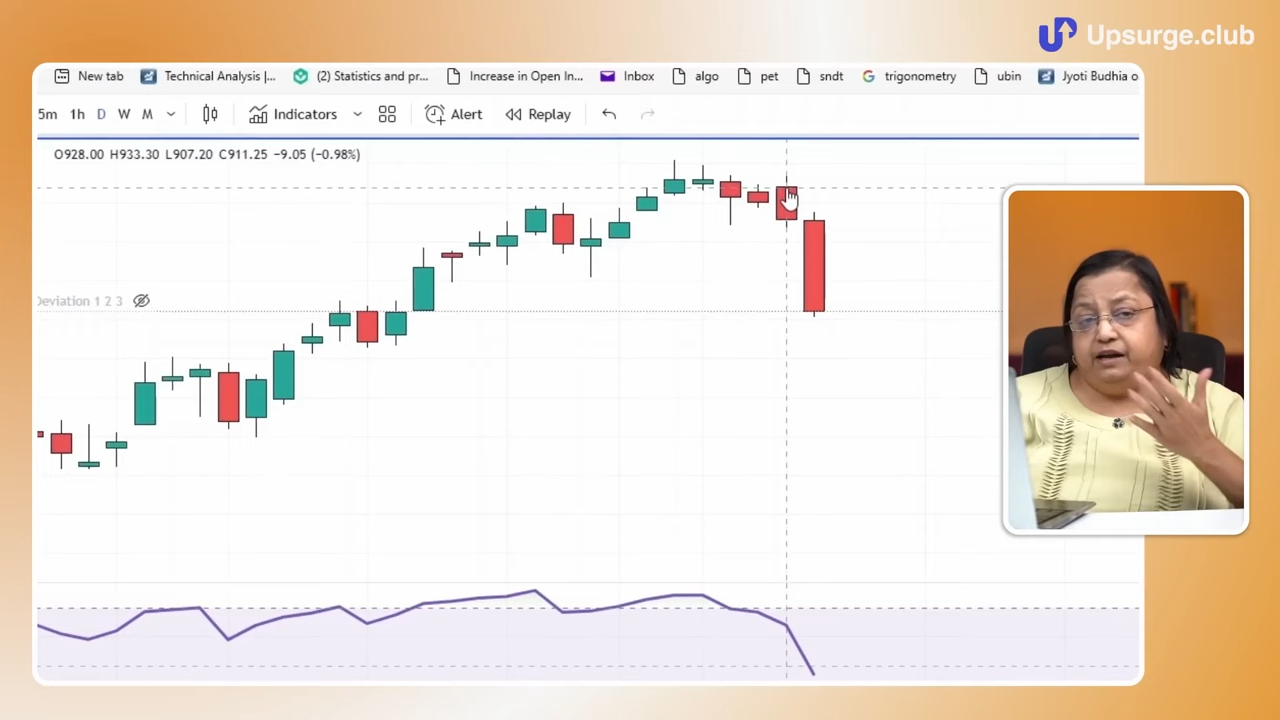 Upsurge.club
New tab Technical Analysis |... (2) Statistics and pr... Increase in Open In... Inbox algo pet sndt trigonometry ubin Jyoti Budhia o
5m 1h D W M Indicators Alert Replay
O928.00 H933.30 L907.20 C911.25 −9.05 (−0.98%)
Deviation 1 2 3